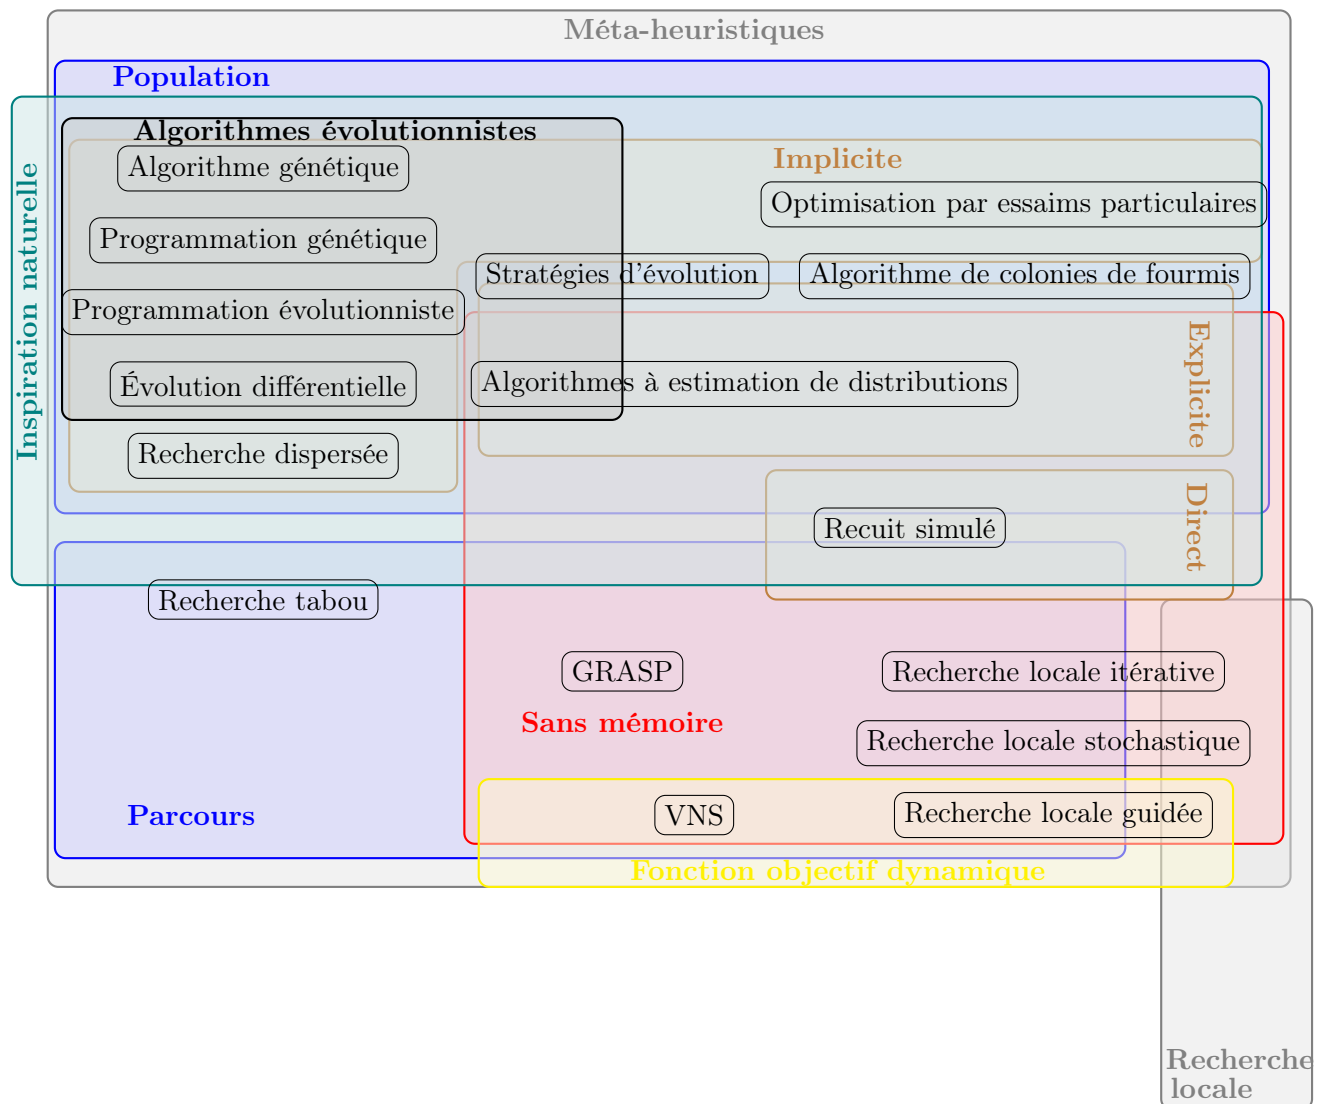 Méta-heuristiques
Population
Algorithmes évolutionnistes
Implicite
Algorithme génétique
Optimisation par essaims particulaires
Inspiration naturelle
Programmation génétique
Stratégies d'évolution
Algorithme de colonies de fourmis
Programmation évolutionniste
Explicite
Évolution différentielle
Algorithmes à estimation de distributions
Recherche dispersée
Direct
Recuit simulé
Recherche tabou
GRASP
Recherche locale itérative
Sans mémoire
Recherche locale stochastique
Parcours
VNS
Recherche locale guidée
Fonction objectif dynamique
Recherche
locale